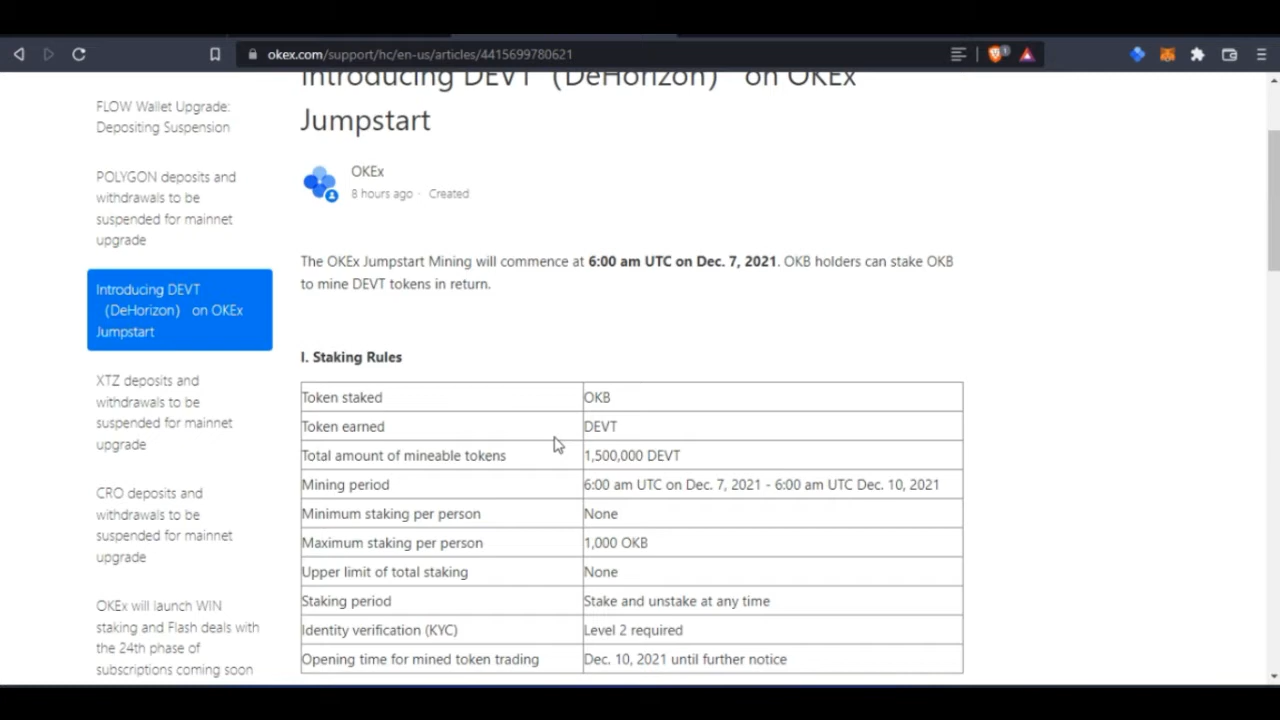 okex.com/support/hc/en-us/articles/4415699780621
1
Introducing DEVT (DeHorizon) on OKEx
Jumpstart
FLOW Wallet Upgrade:
Depositing Suspension
POLYGON deposits and
withdrawals to be
suspended for mainnet
upgrade
Introducing DEVT
(DeHorizon) on OKEx
Jumpstart
XTZ deposits and
withdrawals to be
suspended for mainnet
upgrade
CRO deposits and
withdrawals to be
suspended for mainnet
upgrade
OKEx will launch WIN
staking and Flash deals with
the 24th phase of
subscriptions coming soon
OKEx
8 hours ago · Created
The OKEx Jumpstart Mining will commence at 6:00 am UTC on Dec. 7, 2021. OKB holders can stake OKB
to mine DEVT tokens in return.
I. Staking Rules
Token staked OKB
Token earned DEVT
Total amount of mineable tokens 1,500,000 DEVT
Mining period 6:00 am UTC on Dec. 7, 2021 - 6:00 am UTC Dec. 10, 2021
Minimum staking per person None
Maximum staking per person 1,000 OKB
Upper limit of total staking None
Staking period Stake and unstake at any time
Identity verification (KYC) Level 2 required
Opening time for mined token trading Dec. 10, 2021 until further notice